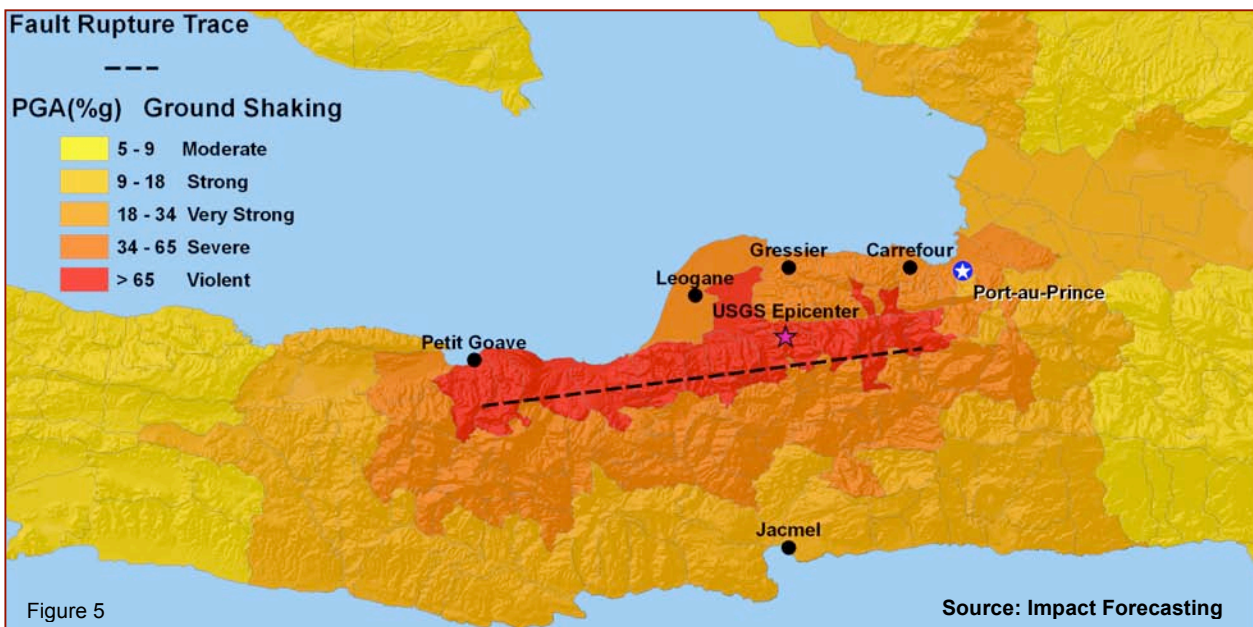 Fault Rupture Trace
PGA(%g) Ground Shaking
5 - 9 Moderate
9 - 18 Strong
18 - 34 Very Strong
34 - 65 Severe
> 65 Violent
Gressier
Carrefour
Leogane
Port-au-Prince
USGS Epicenter
Petit Goave
Jacmel
Figure 5
Source: Impact Forecasting